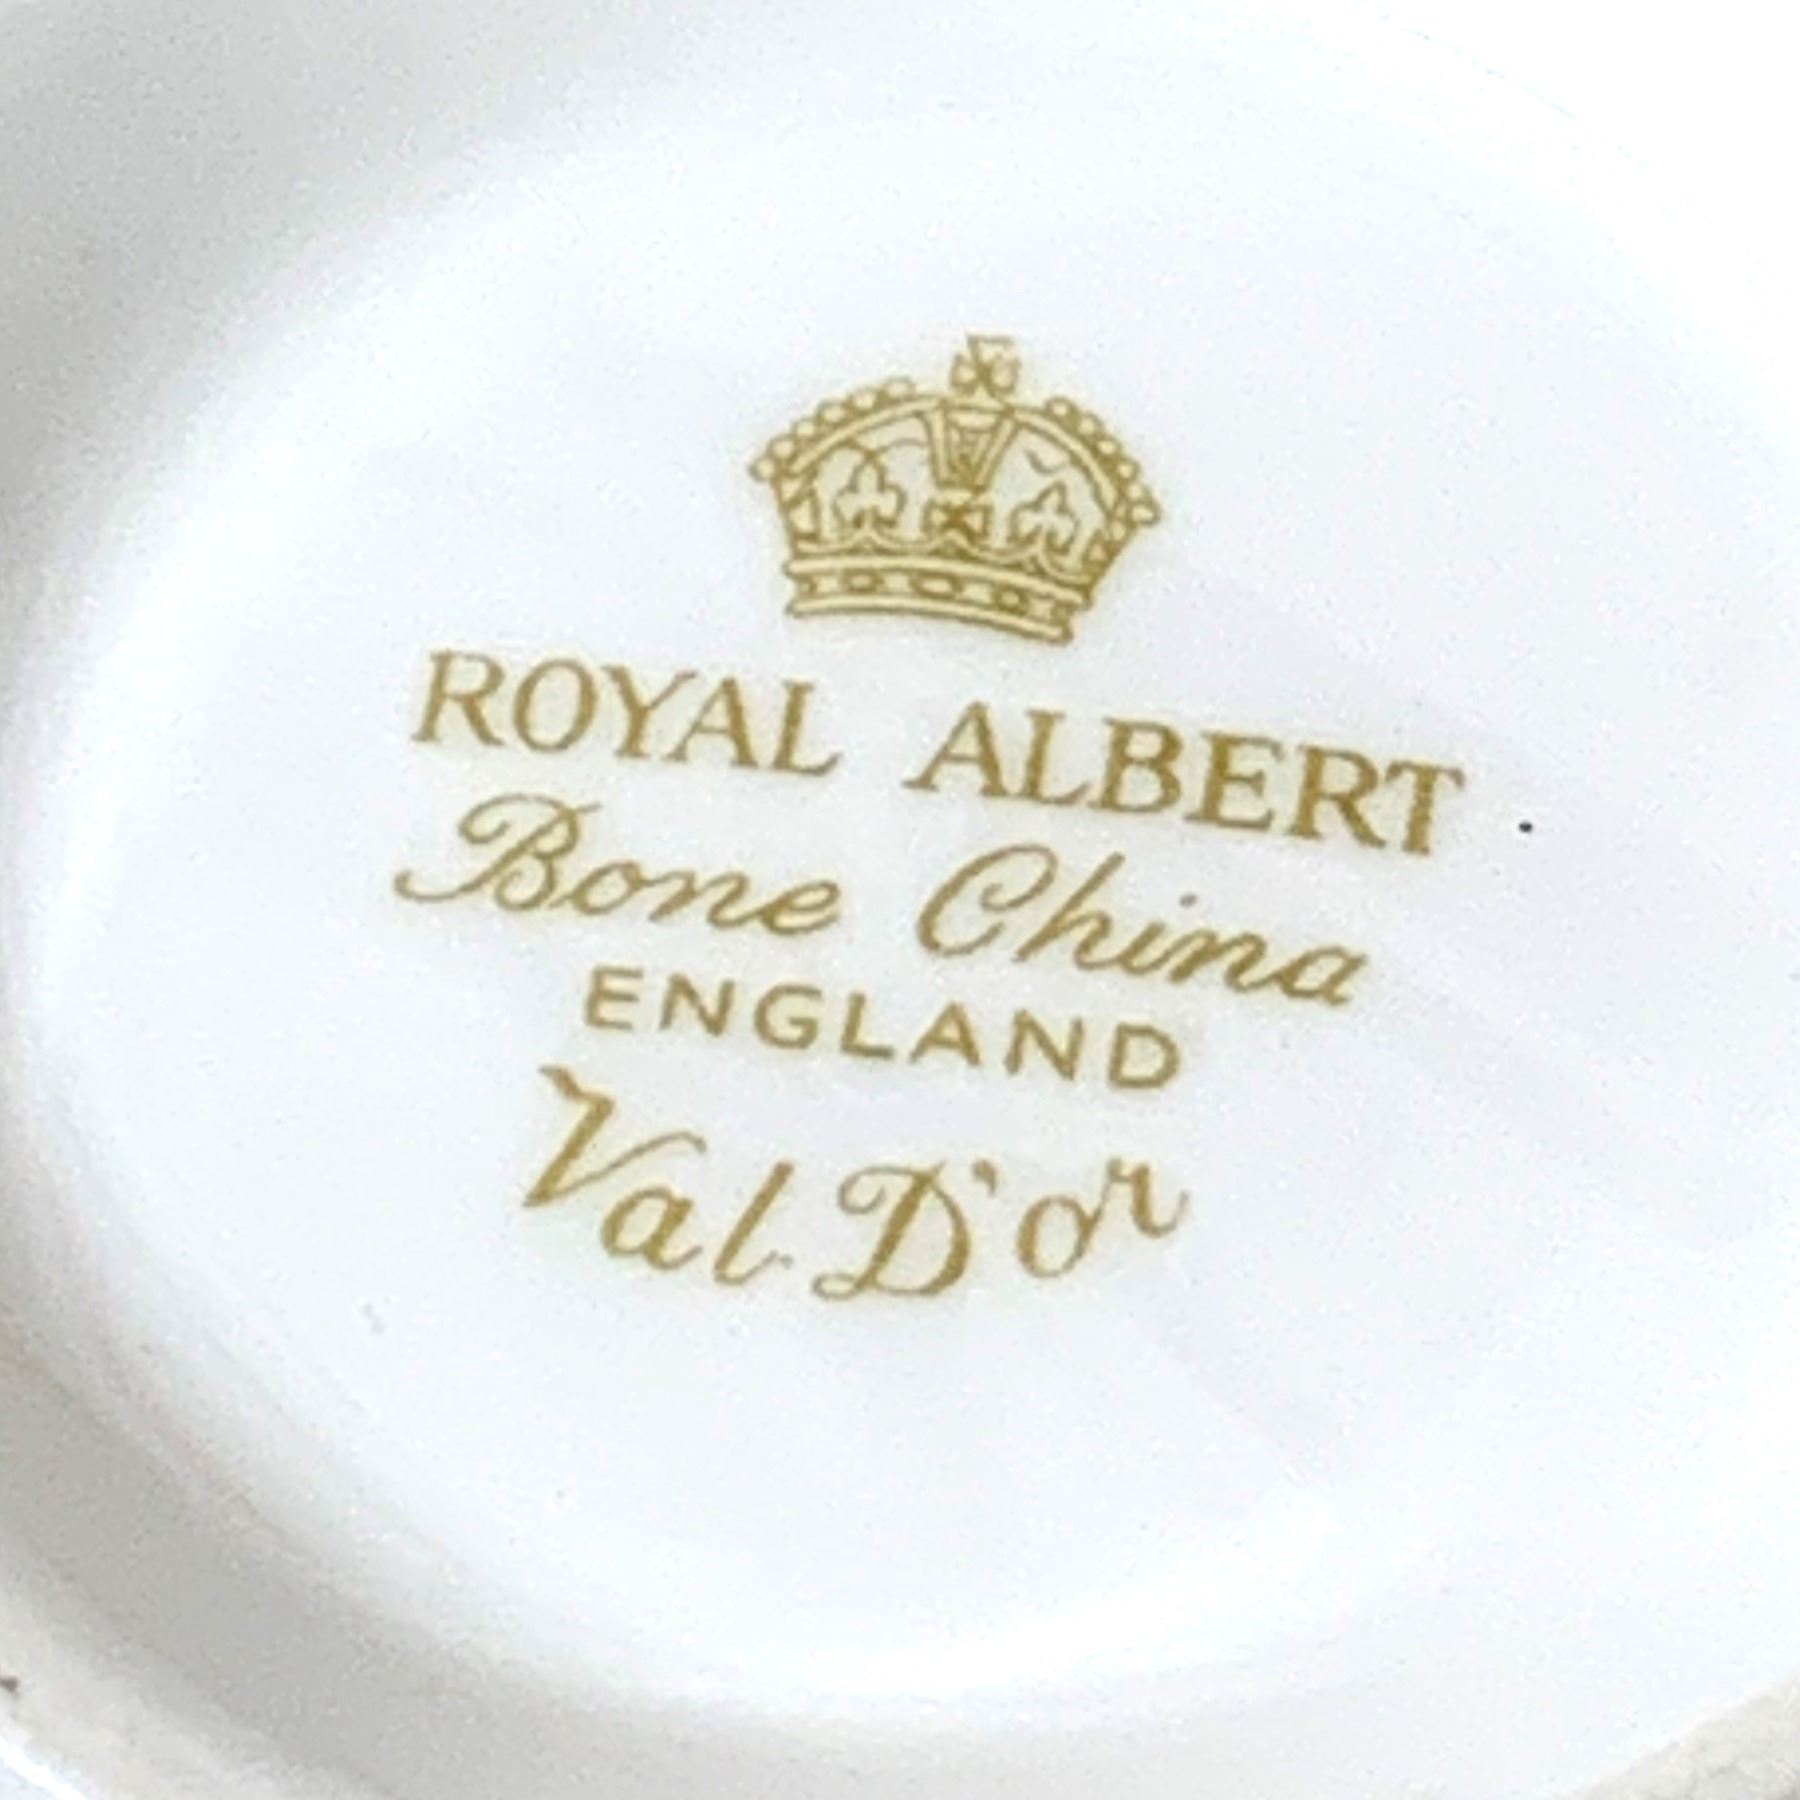 ROYAL ALBERT
Bone China
ENGLAND
Val D'or